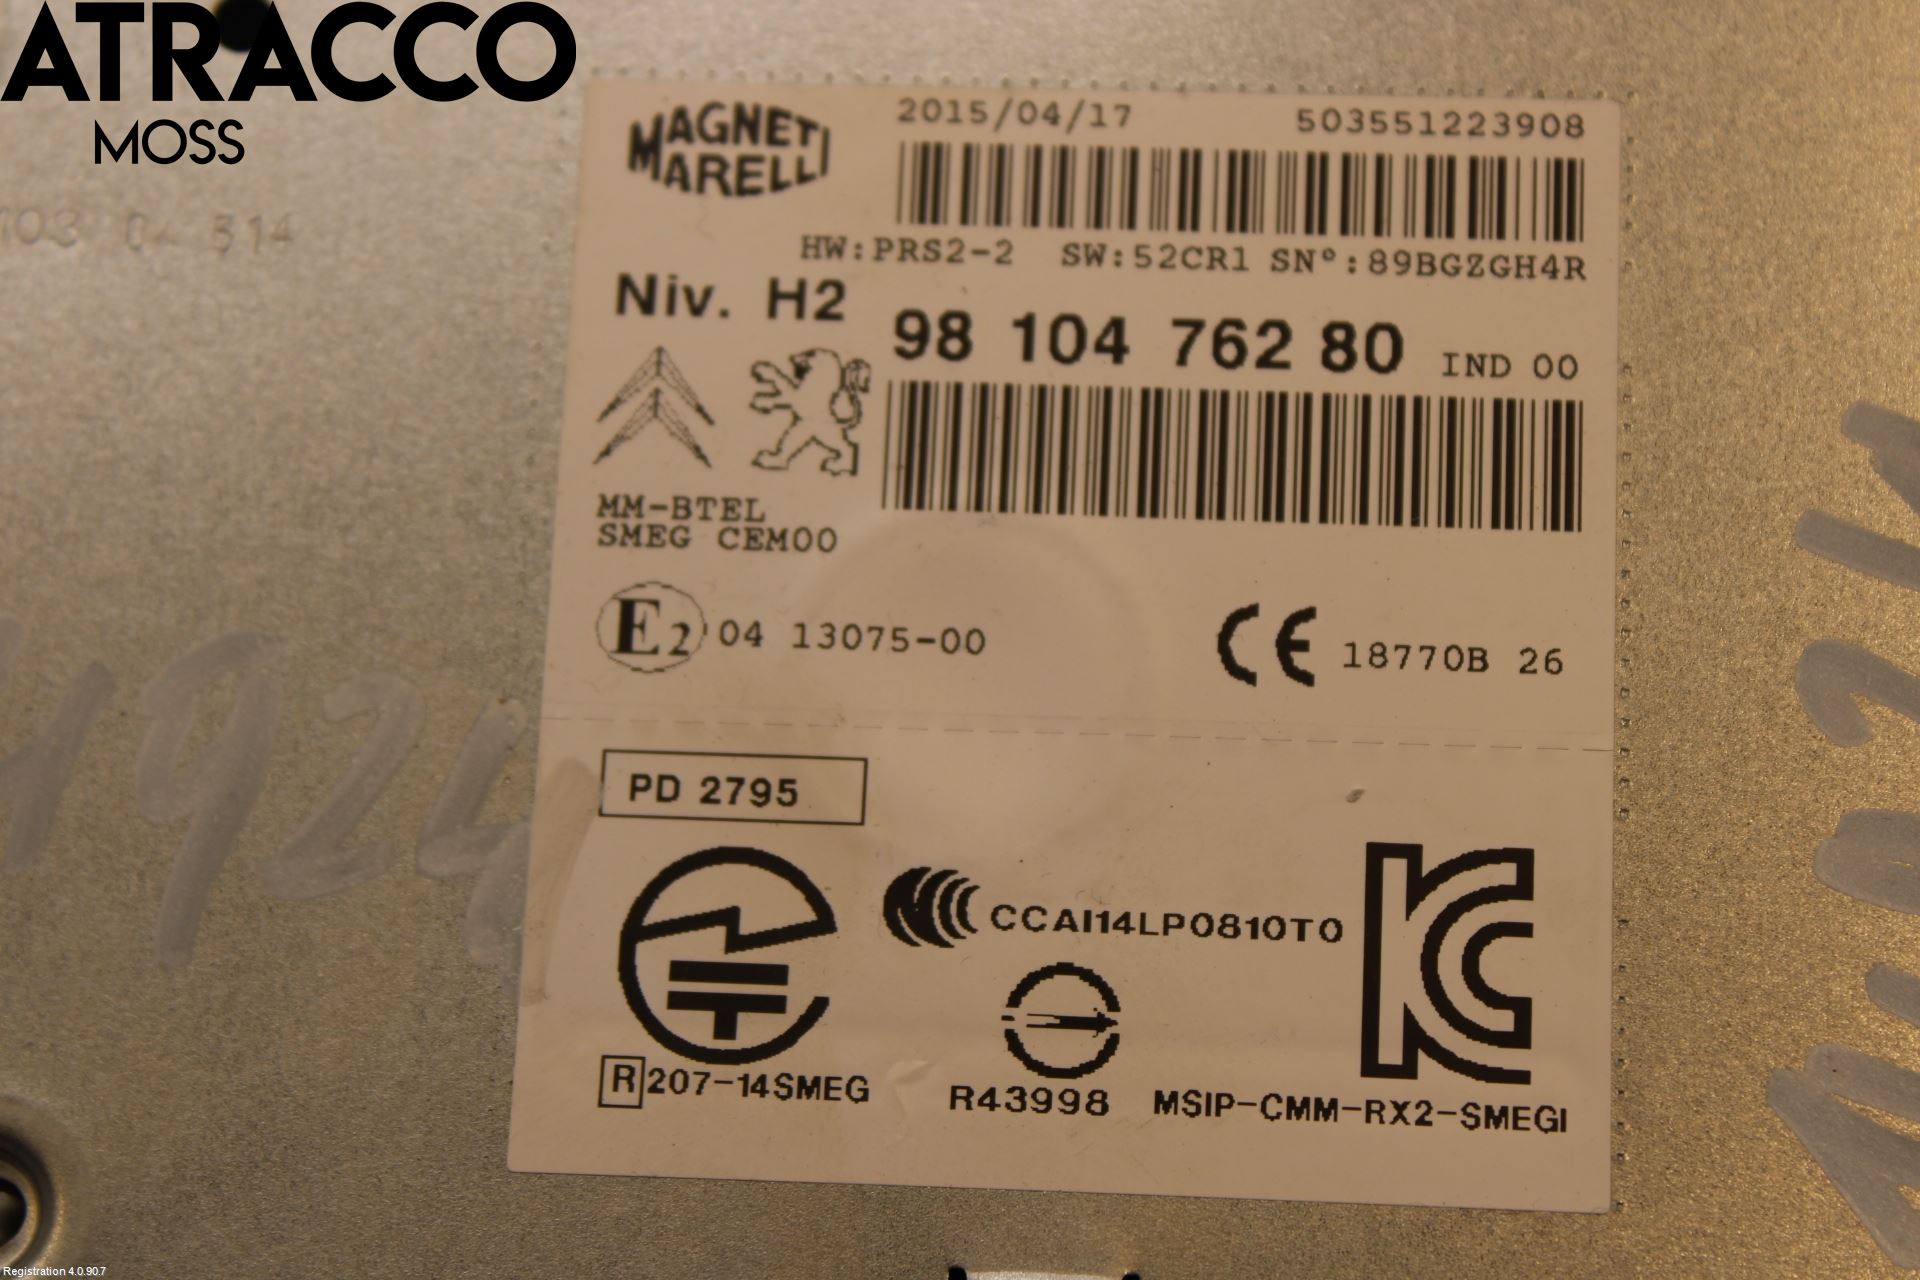 ATRACCO
MOSS
04 514
MAGNETI
MARELLI
2015/04/17 503551223908
HW:PRS2-2 SW:52CR1 SN°:89BGZGH4R
Niv. H2
98 104 762 80 IND 00
MM-BTEL
SMEG CEM00
E2 04 13075-00
CE 18770B 26
PD 2795
CCAI14LP0810T0
R 207-14SMEG
R43998
MSIP-CMM-RX2-SMEGI
Registration 4.0.90.7